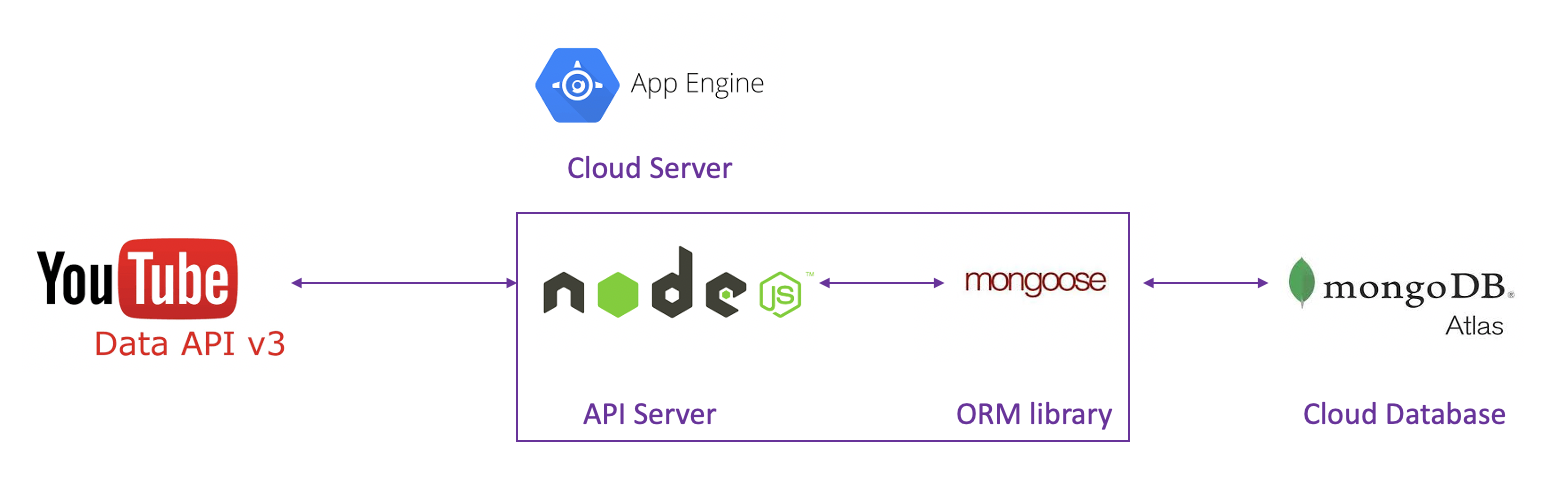 App Engine
Cloud Server
YouTube
Data API v3
node
JS
™
mongoose
mongoDB®
Atlas
API Server
ORM library
Cloud Database